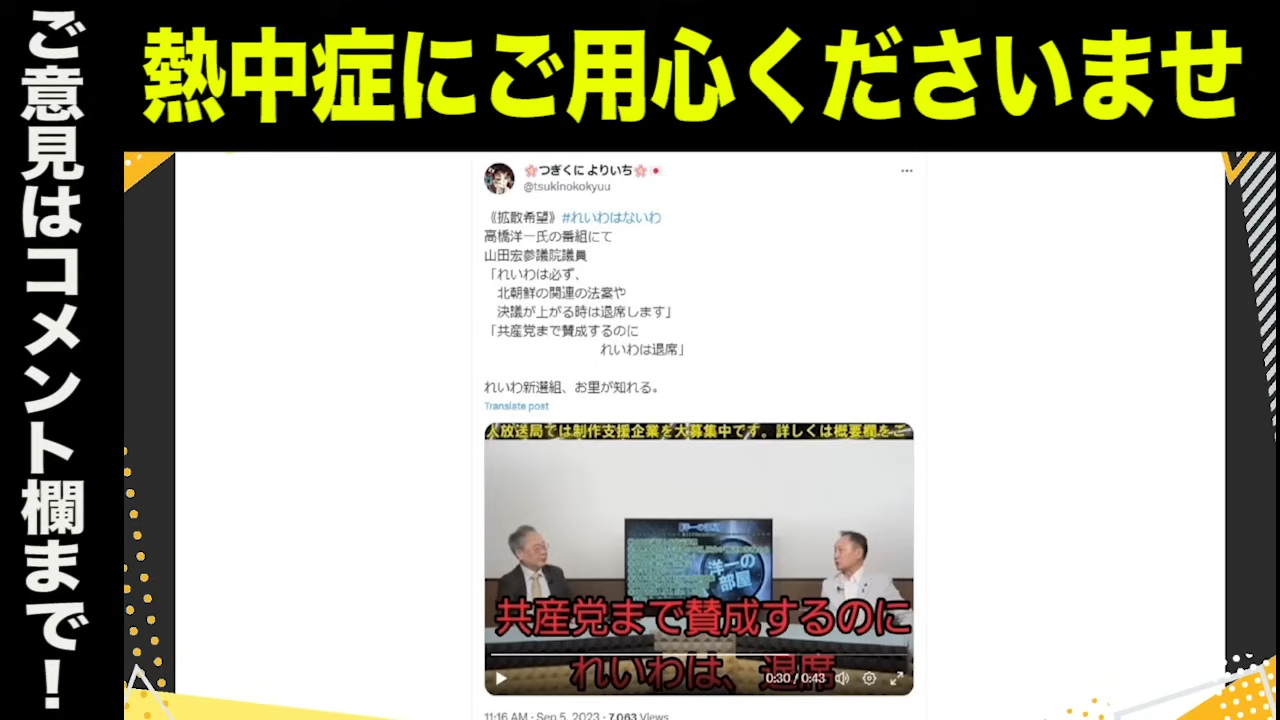 熱中症にご用心くださいませ
ご意見はコメント欄まで!
🌸つぎくに よりいち🌸🇯🇵
@tsukinokokyuu
《拡散希望》#れいわはないわ
高橋洋一氏の番組にて
山田宏参議院議員
「れいわは必ず、
北朝鮮の関連の法案や
決議が上がる時は退席します」
「共産党まで賛成するのに
れいわは退席」
れいわ新選組、お里が知れる。
Translate post
人放送局では制作支援企業を大募集中です。詳しくは概要欄をご
洋一の
部屋
共産党まで賛成するのに
れいわは、退席
0:30 / 0:43
11:16 AM · Sep 5, 2023 · 7,063 Views